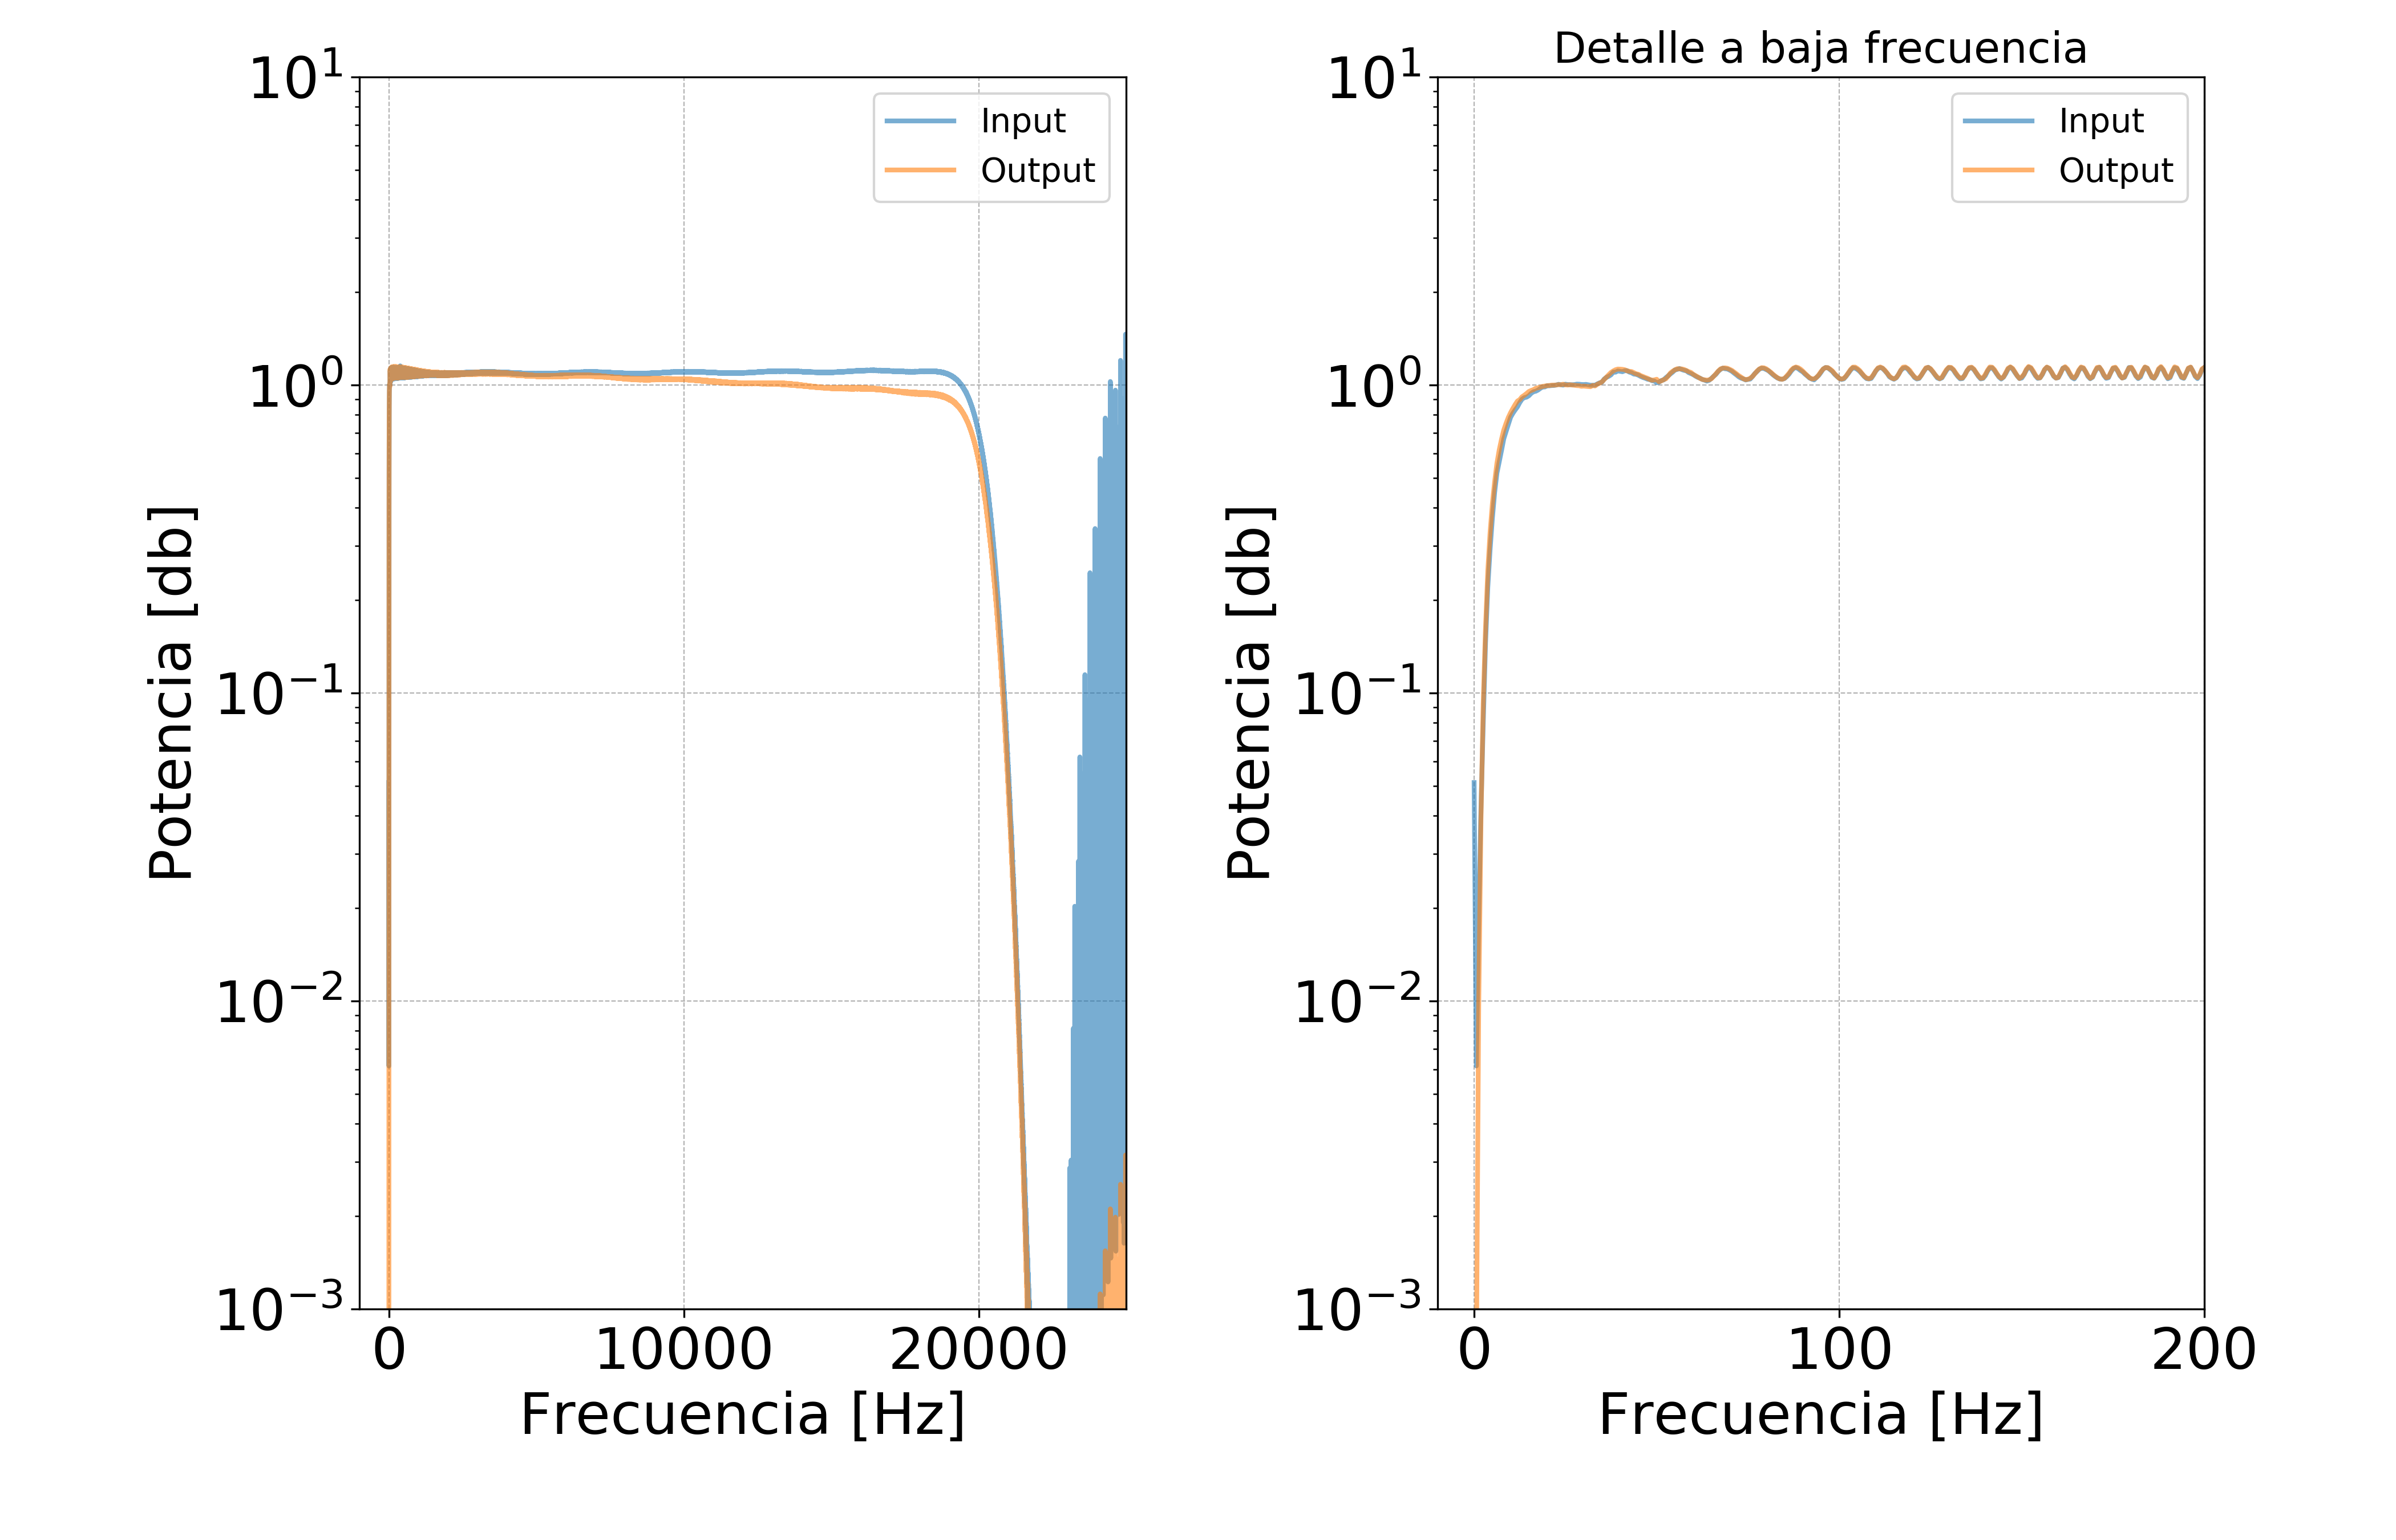 10¹
10⁰
10⁻¹
10⁻²
10⁻³
Potencia [db]
Input
Output
0
10000
20000
Frecuencia [Hz]
Detalle a baja frecuencia
10¹
10⁰
10⁻¹
10⁻²
10⁻³
Potencia [db]
Input
Output
0
100
200
Frecuencia [Hz]